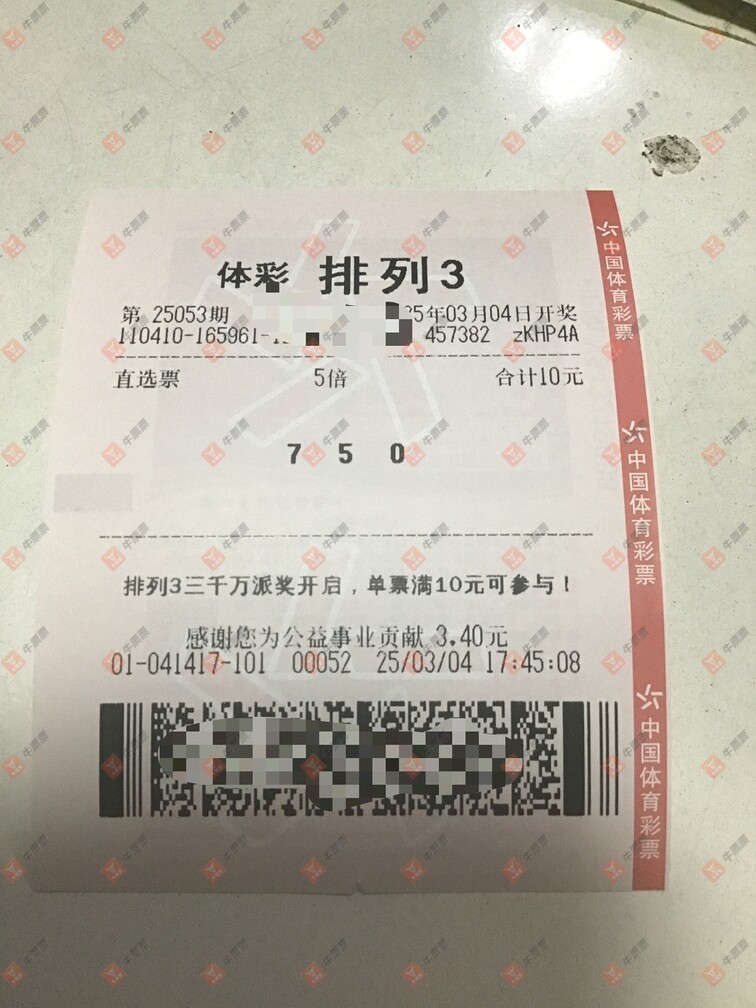 体彩 排列3
第 25053期 25年03月04日开奖
110410-165961-1 457382 zKHP4A
直选票 5倍 合计10元
7 5 0
排列3三千万派奖开启，单票满10元可参与！
感谢您为公益事业贡献 3.40元
01-041417-101 00052 25/03/04 17:45:08
中国体育彩票
中国体育彩票
中国体育彩票
牛票票